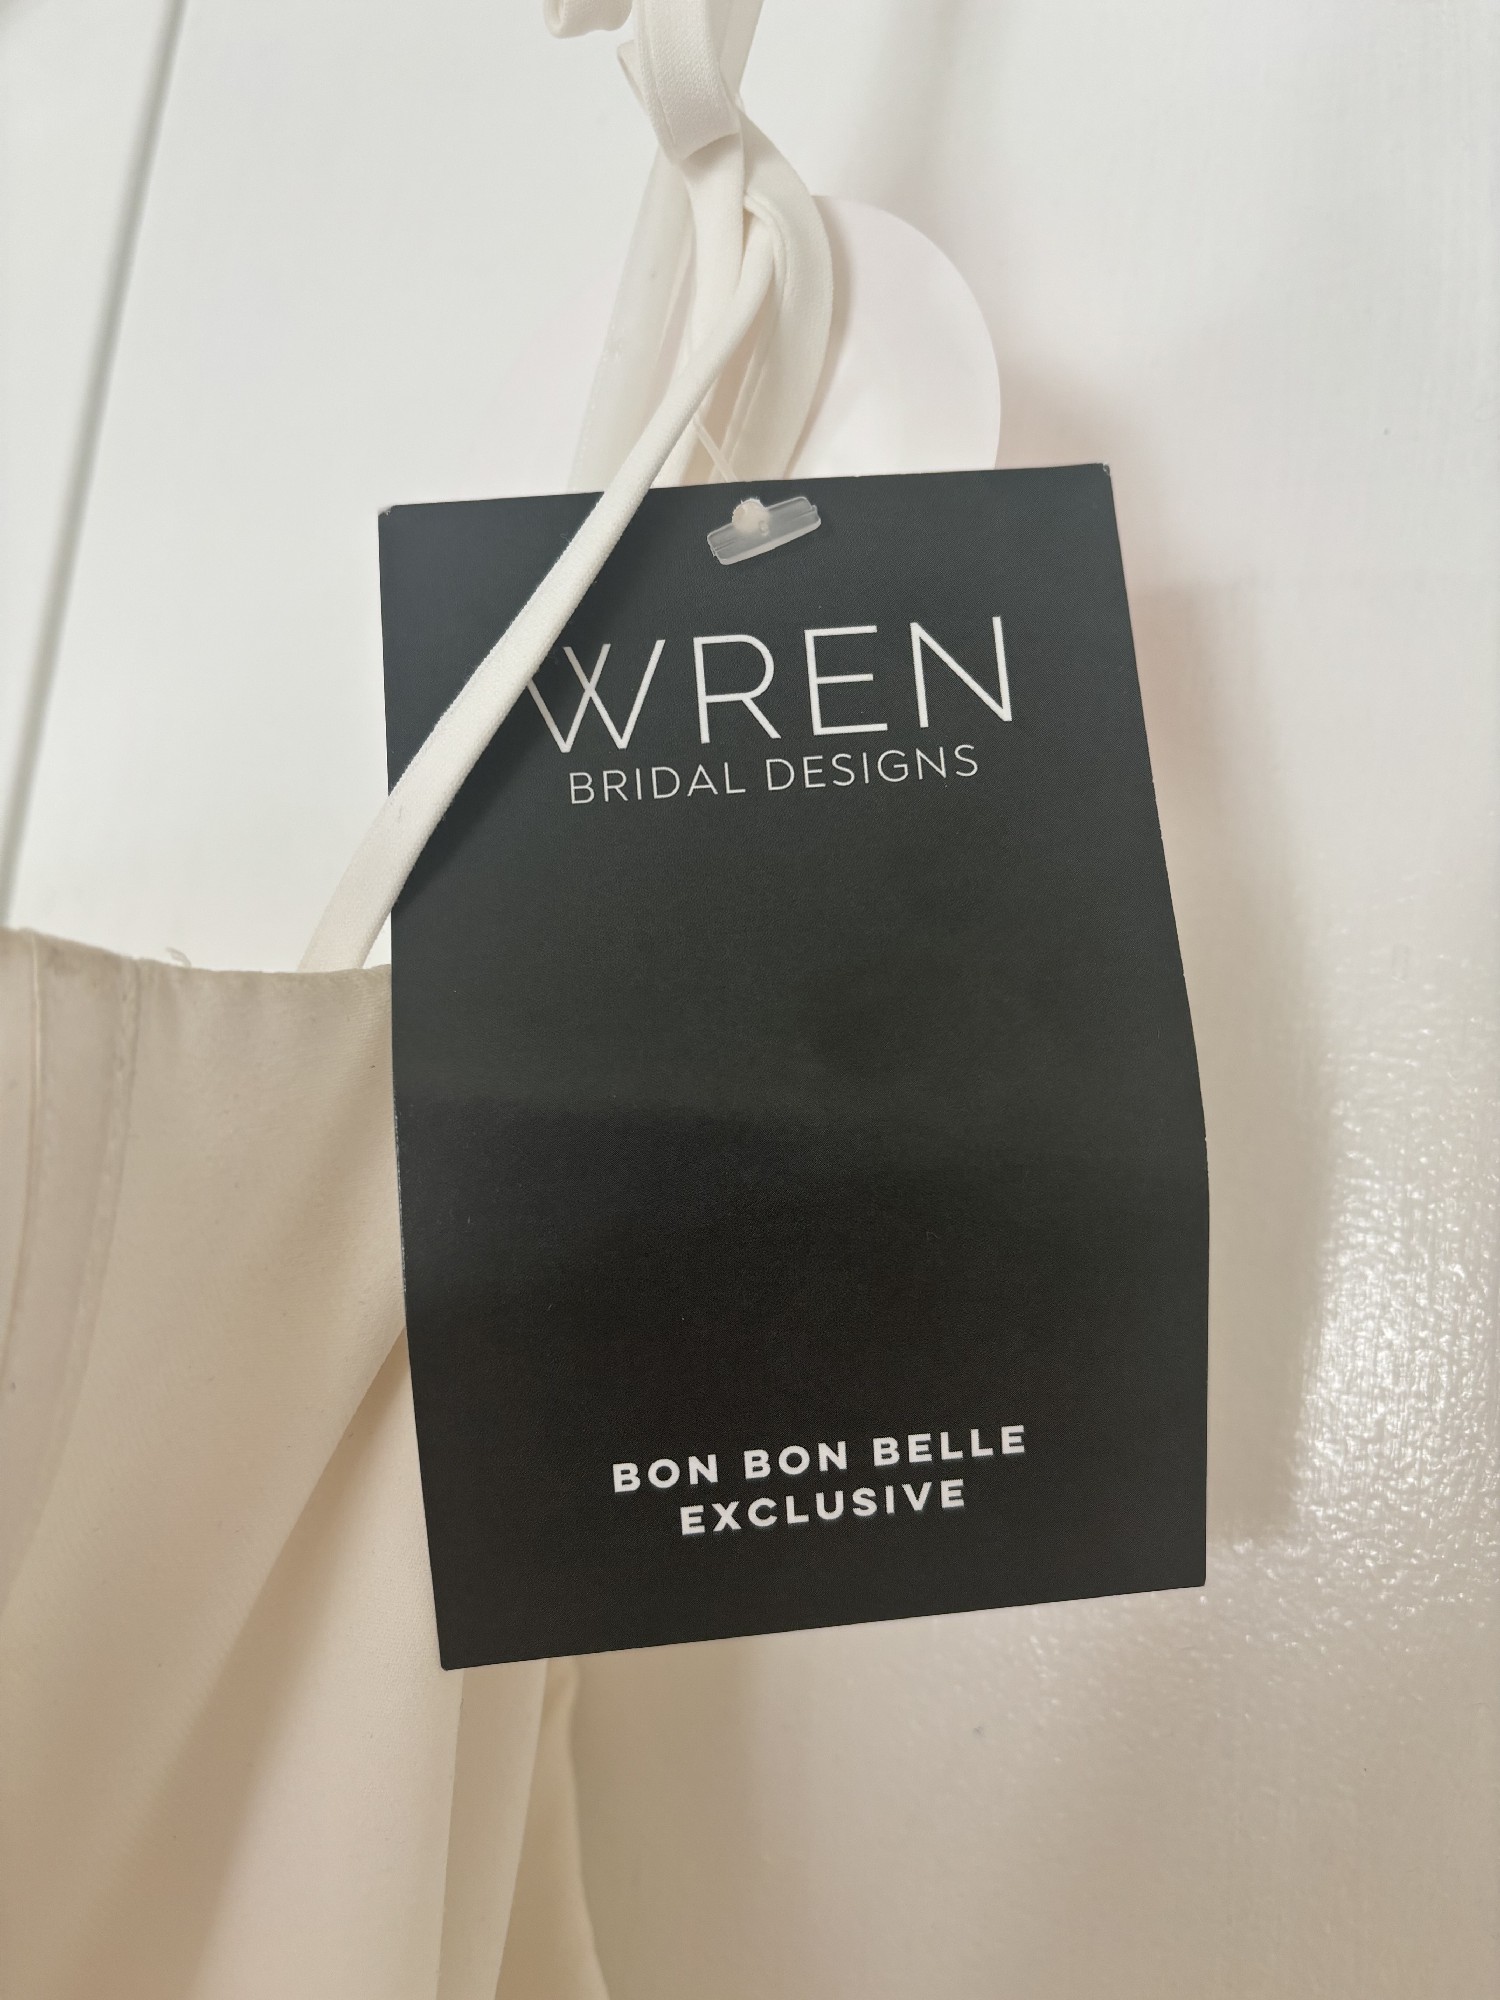 WREN
BRIDAL DESIGNS
BON BON BELLE
EXCLUSIVE